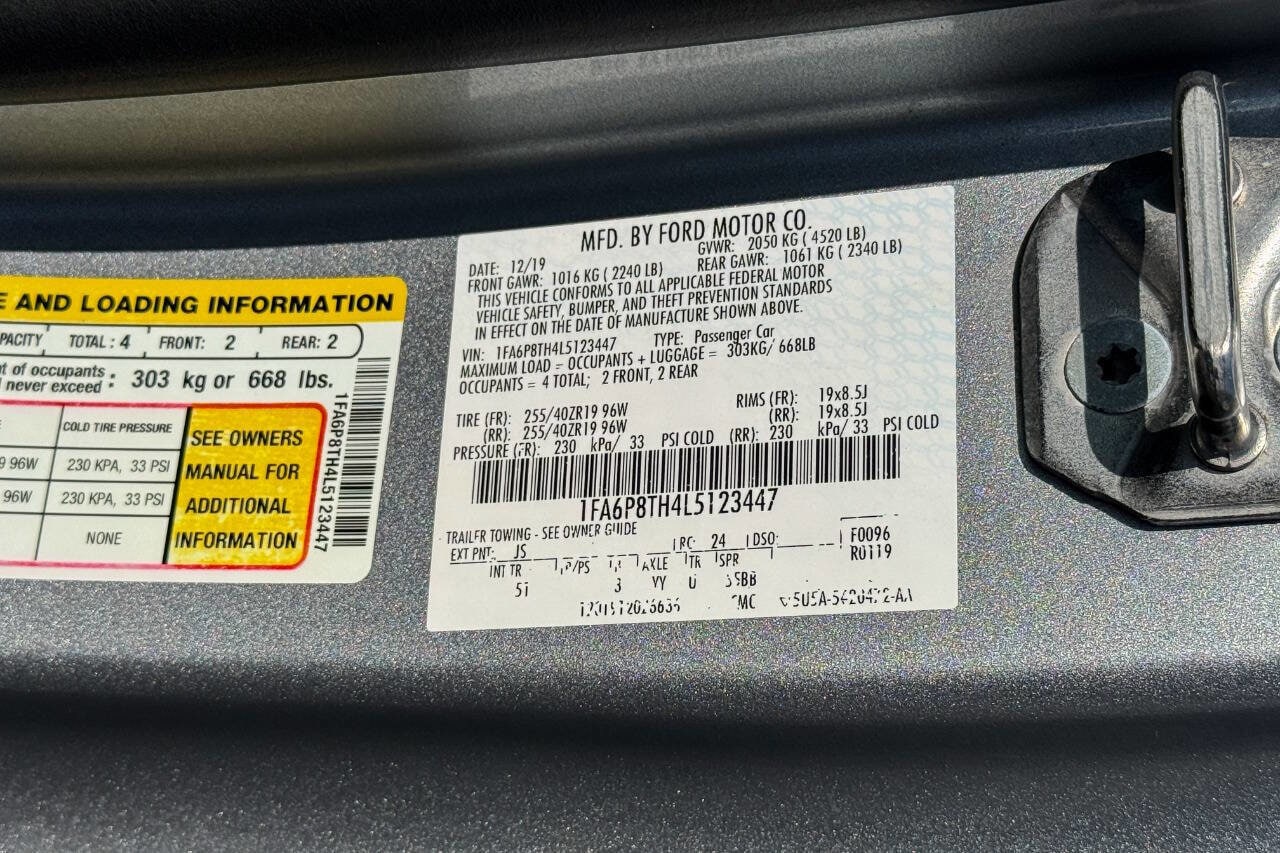 E AND LOADING INFORMATION
PACITY TOTAL : 4 FRONT: 2 REAR: 2
t of occupants
never exceed : 303 kg or 668 lbs.
COLD TIRE PRESSURE
9 96W 230 KPA, 33 PSI
96W 230 KPA, 33 PSI
NONE
SEE OWNERS
MANUAL FOR
ADDITIONAL
INFORMATION
1FA6P8TH4L5123447
MFD. BY FORD MOTOR CO.
DATE: 12/19 GVWR: 2050 KG ( 4520 LB)
FRONT GAWR: 1016 KG ( 2240 LB) REAR GAWR: 1061 KG ( 2340 LB)
THIS VEHICLE CONFORMS TO ALL APPLICABLE FEDERAL MOTOR
VEHICLE SAFETY, BUMPER, AND THEFT PREVENTION STANDARDS
IN EFFECT ON THE DATE OF MANUFACTURE SHOWN ABOVE.
VIN: 1FA6P8TH4L5123447 TYPE: Passenger Car
MAXIMUM LOAD = OCCUPANTS + LUGGAGE = 303KG/ 668LB
OCCUPANTS = 4 TOTAL; 2 FRONT, 2 REAR
TIRE (FR): 255/40ZR19 96W RIMS (FR): 19x8.5J
(RR): 255/40ZR19 96W (RR): 19x8.5J
PRESSURE (FR): 230 kPa/ 33 PSI COLD (RR): 230 kPa/ 33 PSI COLD
1FA6P8TH4L5123447
TRAILER TOWING - SEE OWNER GUIDE
EXT PNT: JS RC: 24 DSO: F0096
R0119
INT TR TP/PS AXLE TR SPR
3 YY